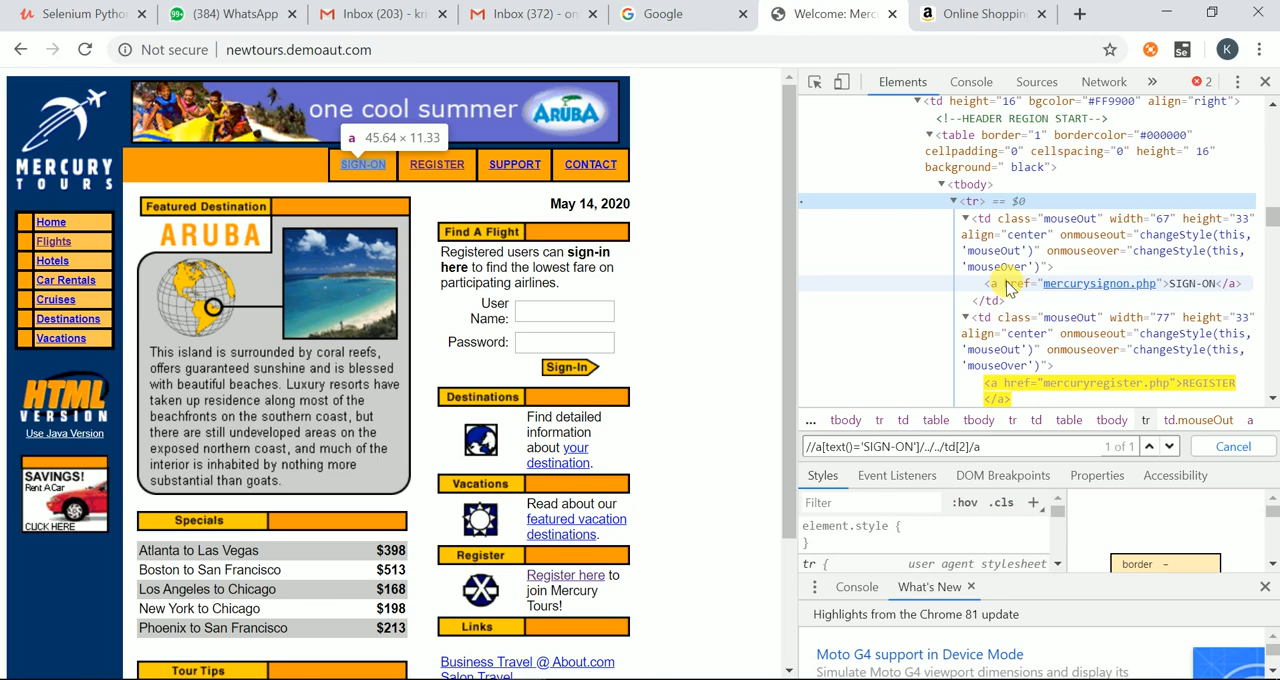 Selenium Pytho
99+
(384) WhatsApp
Inbox (203) - kri
Inbox (372) - on
Google
Welcome: Merc
Online Shoppin
Not secure
newtours.demoaut.com
Se
K
one cool summer
ARUBA
a 45.64 × 11.33
MERCURY
TOURS
SIGN-ON
REGISTER
SUPPORT
CONTACT
Home
Flights
Hotels
Car Rentals
Cruises
Destinations
Vacations
HTML
VERSION
Use Java Version
SAVINGS!
Rent A Car
CLICK HERE
Featured Destination
ARUBA
This island is surrounded by coral reefs,
offers guaranteed sunshine and is blessed
with beautiful beaches. Luxury resorts have
taken up residence along most of the
beachfronts on the southern coast, but
there are still undeveloped areas on the
exposed northern coast, and much of the
interior is inhabited by nothing more
substantial than goats.
Specials
Atlanta to Las Vegas $398
Boston to San Francisco $513
Los Angeles to Chicago $168
New York to Chicago $198
Phoenix to San Francisco $213
Tour Tips
May 14, 2020
Find A Flight
Registered users can sign-in
here to find the lowest fare on
participating airlines.
User
Name:
Password:
Sign-In
Destinations
Find detailed
information
about your
destination.
Vacations
Read about our
featured vacation
destinations.
Register
Register here to
join Mercury
Tours!
Links
Business Travel @ About.com
Salon Travel
Elements
Console
Sources
Network
»
2
<td height="16" bgcolor="#FF9900" align="right">
<!--HEADER REGION START-->
<table border="1" bordercolor="#000000"
cellpadding="0" cellspacing="0" height=" 16"
background=" black">
<tbody>
<tr> == $0
<td class="mouseOut" width="67" height="33"
align="center" onmouseout="changeStyle(this,
'mouseOut')" onmouseover="changeStyle(this,
'mouseOver')">
<a href="mercurysignon.php">SIGN-ON</a>
</td>
<td class="mouseOut" width="77" height="33"
align="center" onmouseout="changeStyle(this,
'mouseOut')" onmouseover="changeStyle(this,
'mouseOver')">
<a href="mercuryregister.php">REGISTER
</a>
... tbody tr td table tbody tr td table tbody tr td.mouseOut a
//a[text()='SIGN-ON']/../../td[2]/a
1 of 1
Cancel
Styles
Event Listeners
DOM Breakpoints
Properties
Accessibility
Filter
:hov .cls +
element.style {
}
tr { user agent stylesheet
border -
Console
What's New
Highlights from the Chrome 81 update
Moto G4 support in Device Mode
Simulate Moto G4 viewport dimensions and display its